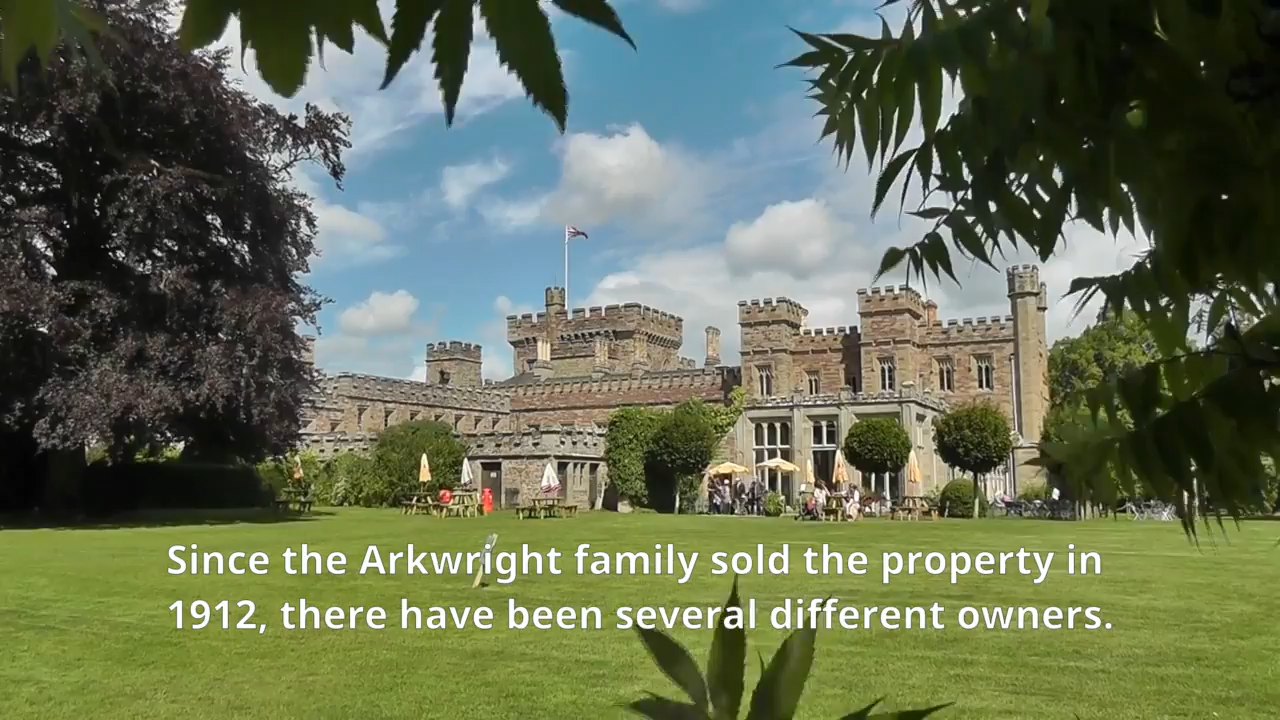 Since the Arkwright family sold the property in
1912, there have been several different owners.